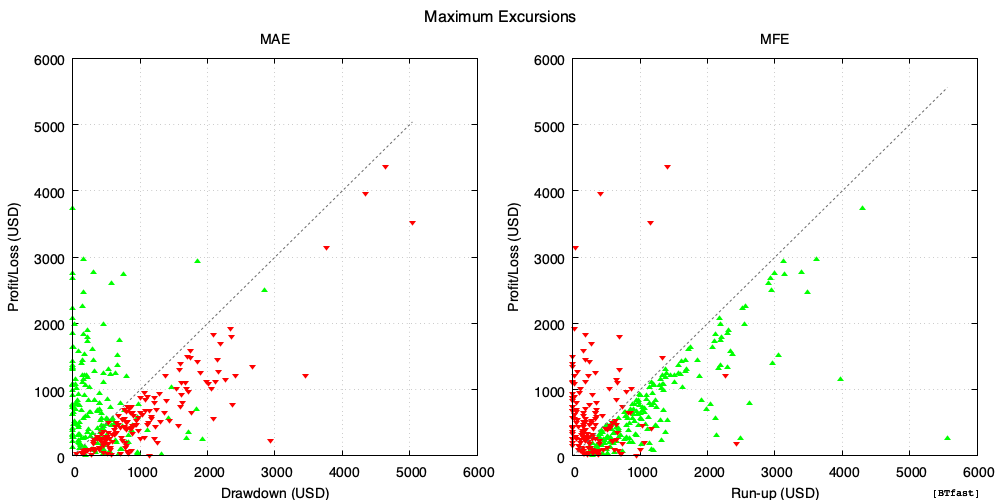 Maximum Excursions
MAE
MFE
Profit/Loss (USD)
6000
5000
4000
3000
2000
1000
0
0 1000 2000 3000 4000 5000 6000
Drawdown (USD)
Profit/Loss (USD)
6000
5000
4000
3000
2000
1000
0
0 1000 2000 3000 4000 5000 6000
Run-up (USD)
[BTfast]